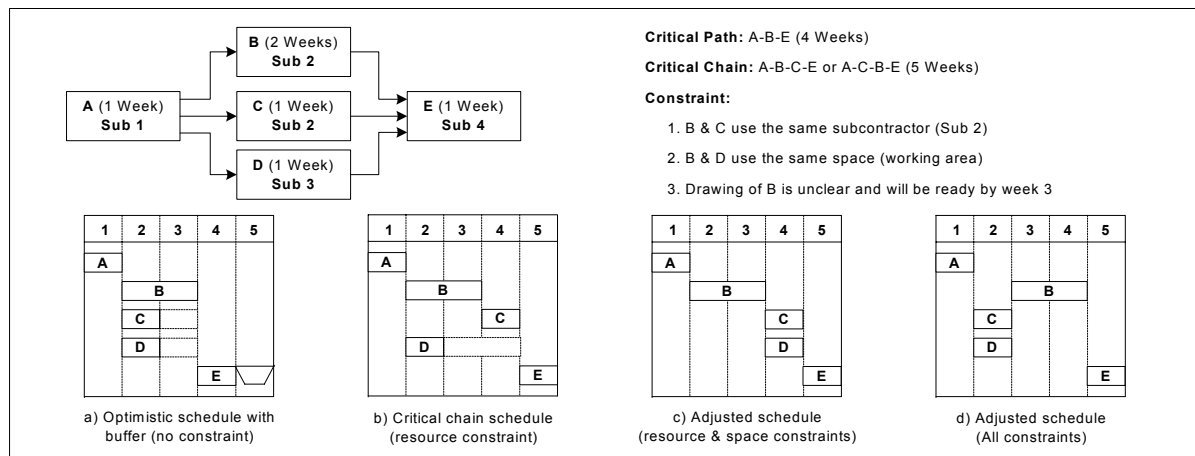 B (2 Weeks)
Sub 2
A (1 Week)
Sub 1
C (1 Week)
Sub 2
E (1 Week)
Sub 4
D (1 Week)
Sub 3
Critical Path: A-B-E (4 Weeks)
Critical Chain: A-B-C-E or A-C-B-E (5 Weeks)
Constraint:
1. B & C use the same subcontractor (Sub 2)
2. B & D use the same space (working area)
3. Drawing of B is unclear and will be ready by week 3
1 2 3 4 5
A
B
C
D
E
a) Optimistic schedule with
buffer (no constraint)
1 2 3 4 5
A
B
C
D
E
b) Critical chain schedule
(resource constraint)
1 2 3 4 5
A
B
C
D
E
c) Adjusted schedule
(resource & space constraints)
1 2 3 4 5
A
B
C
D
E
d) Adjusted schedule
(All constraints)